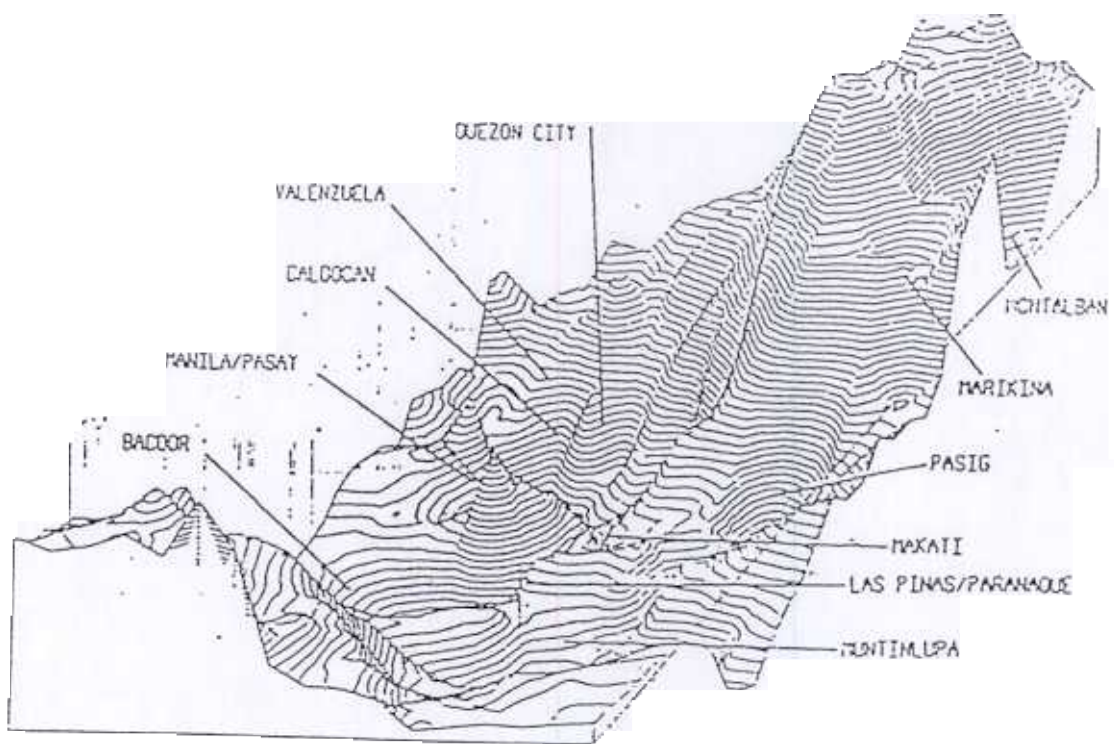 QUEZON CITY
VALENZUELA
CALOOCAN
MANILA/PASAY
BACOOR
MONTALBAN
MARIKINA
PASIG
MAKATI
LAS PINAS/PARANAQUE
MUNTINLUPA